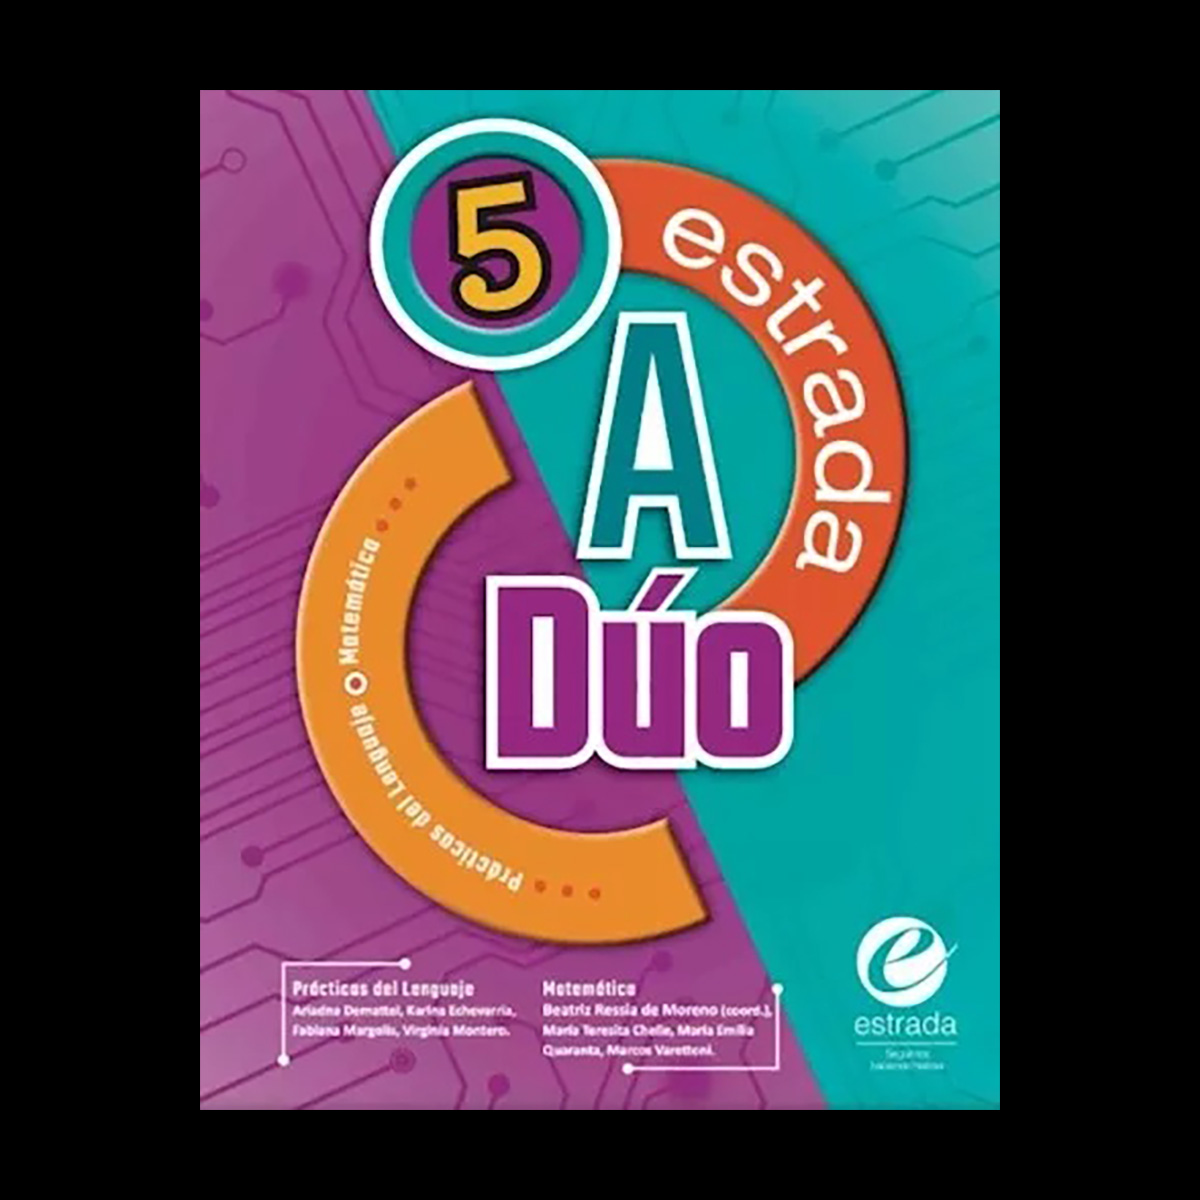 5
estrada
A
Dúo
Matemática
Prácticas del Lenguaje
Prácticas del Lenguaje
Ariadna Demattei, Karina Echevarría,
Fabiana Margolis, Virginia Montero.
Matemática
Beatriz Ressia de Moreno (coord.),
María Teresita Chelle, María Emilia
Quaranta, Marcos Varettoni.
e
estrada